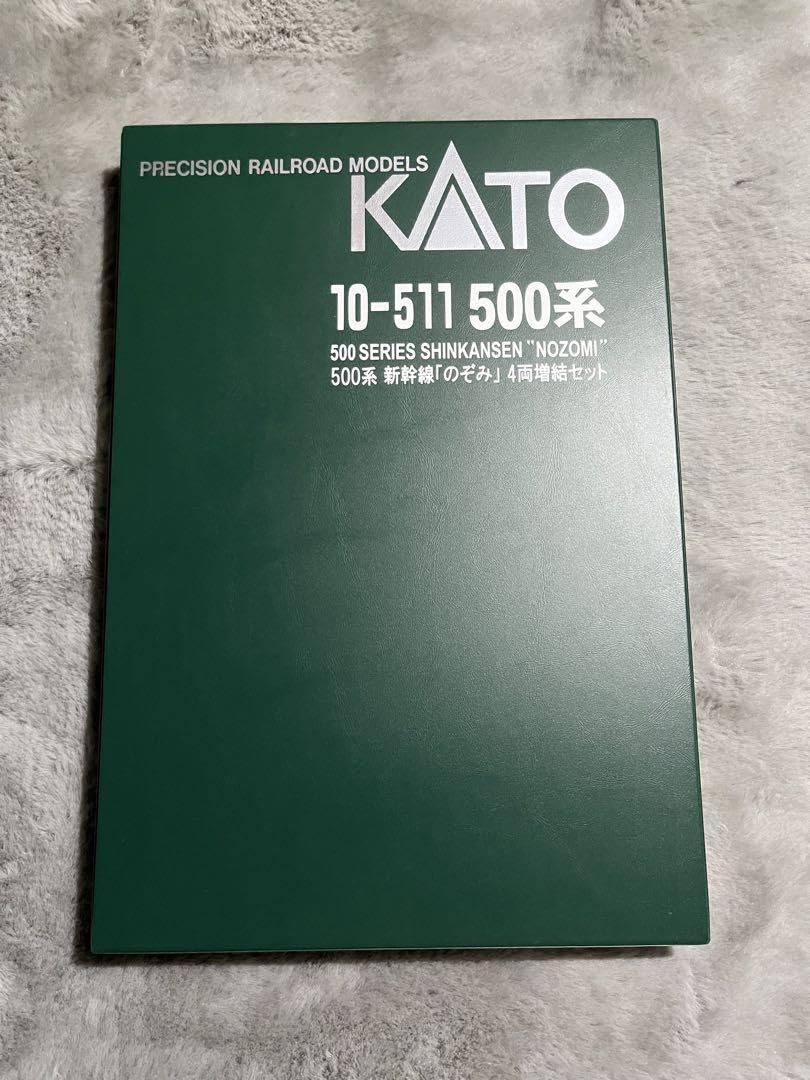 PRECISION RAILROAD MODELS
KATO
10-511 500系
500 SERIES SHINKANSEN "NOZOMI"
500系 新幹線「のぞみ」 4両増結セット